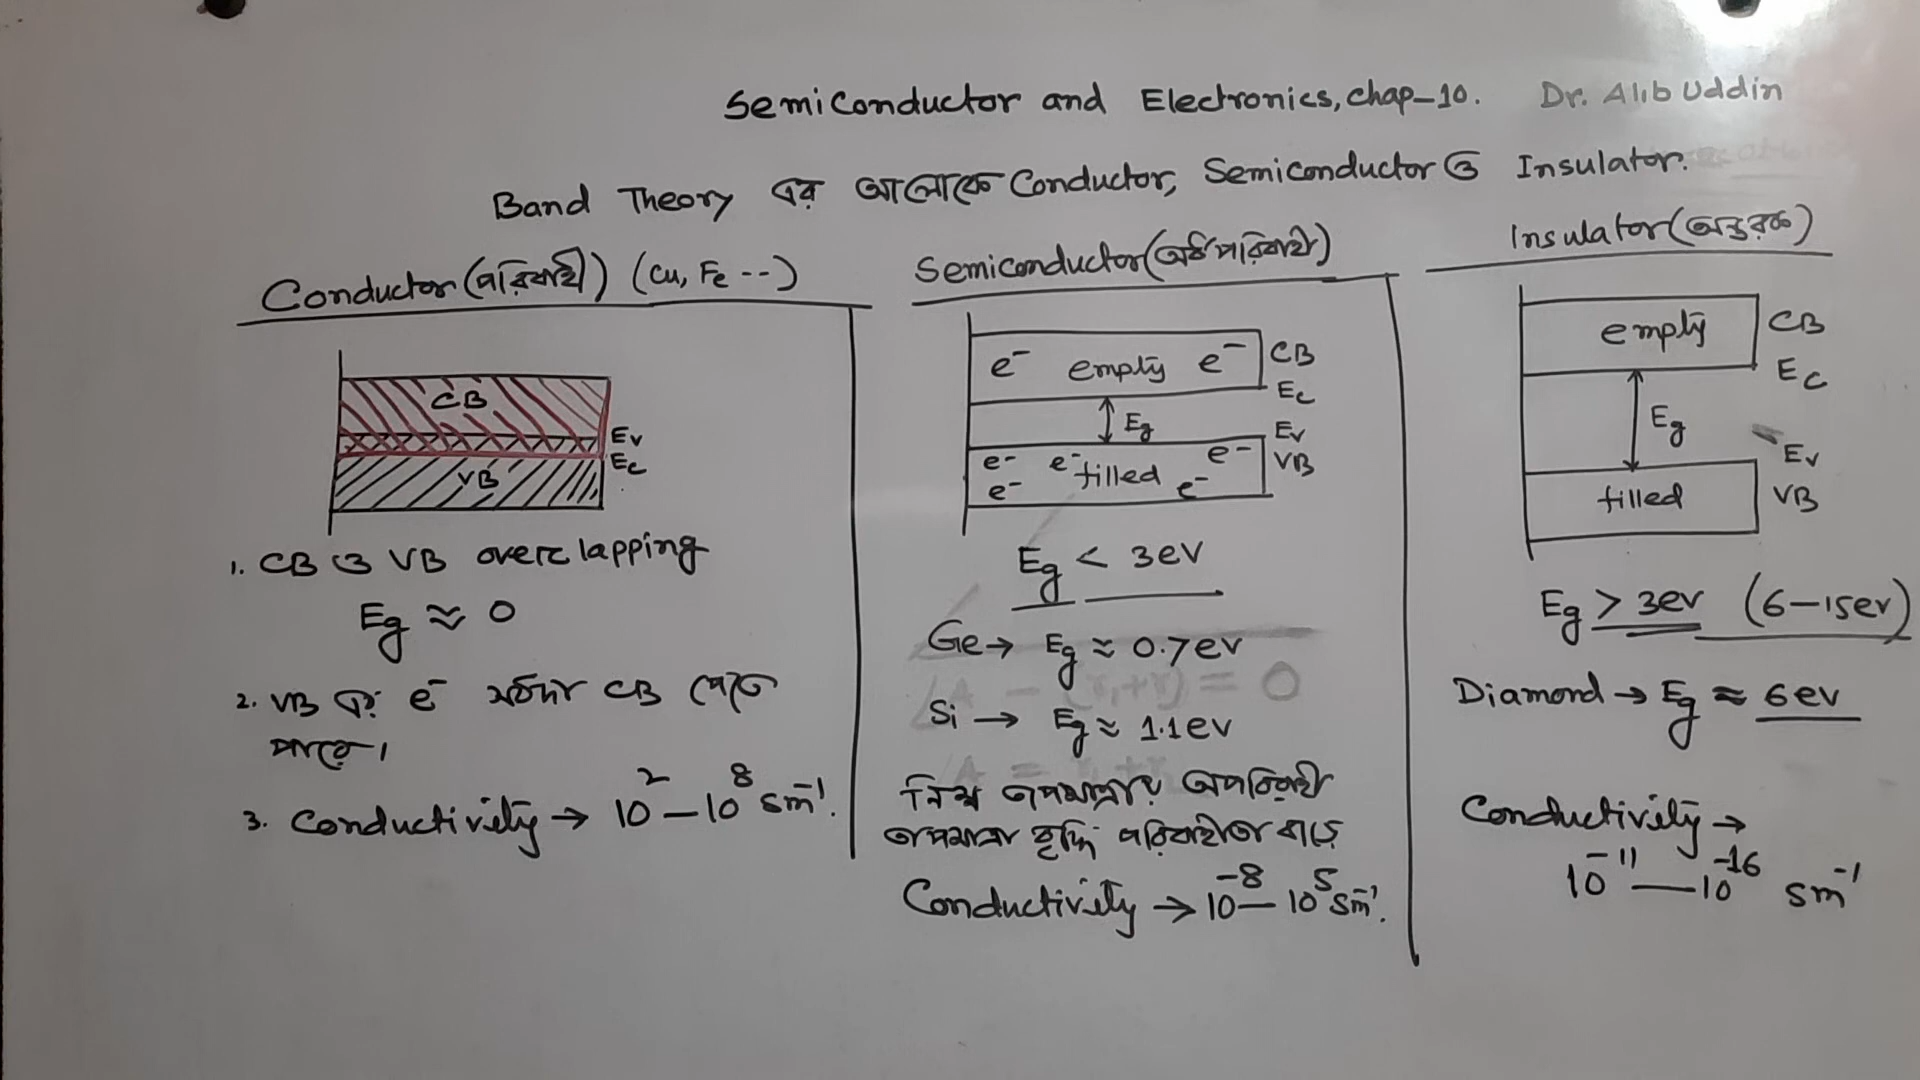 Semiconductor and Electronics, chap-10. Dr. Alib Uddin
Band Theory এর আলোকে Conductor, Semiconductor ও Insulator.
Conductor (পরিবাহী) (Cu, Fe --)
CB
Ev
Ec
VB
1. CB ও VB overlapping
Eg ≈ 0
2. VB এর e⁻ সহজে CB যেতে
পারে।
3. Conductivity → 10² – 10⁸ Sm⁻¹.
Semiconductor (অর্ধপরিবাহী)
e⁻ empty e⁻ CB
Ec
Eg
Ev
e⁻ e⁻ filled e⁻ VB
e⁻ e⁻
Eg < 3ev
Ge → Eg ≈ 0.7ev
Si → Eg ≈ 1.1ev
নিম্ন তাপমাত্রায় অপরিবাহী
তাপমাত্রা বৃদ্ধি পরিবাহীতা বাড়ে
Conductivity → 10⁻⁸ – 10⁵ Sm⁻¹.
Insulator (অন্তরক)
empty CB
Ec
Eg
Ev
filled VB
Eg > 3ev (6–15ev)
Diamond → Eg ≈ 6ev
Conductivity →
10⁻¹¹ – 10⁻¹⁶ Sm⁻¹